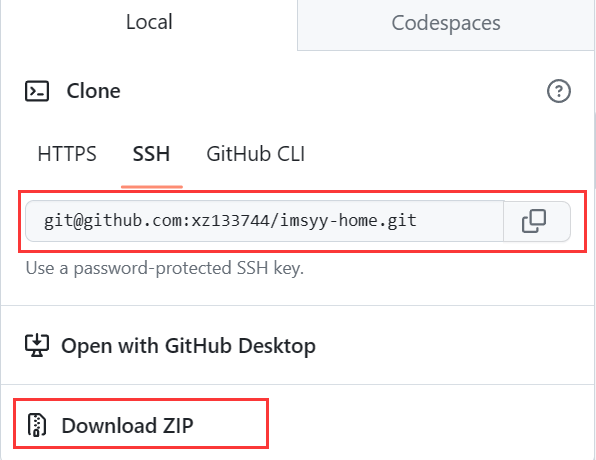 Local
Codespaces
Clone
HTTPS
SSH
GitHub CLI
git@github.com:xz133744/imsyy-home.git
Use a password-protected SSH key.
Open with GitHub Desktop
Download ZIP